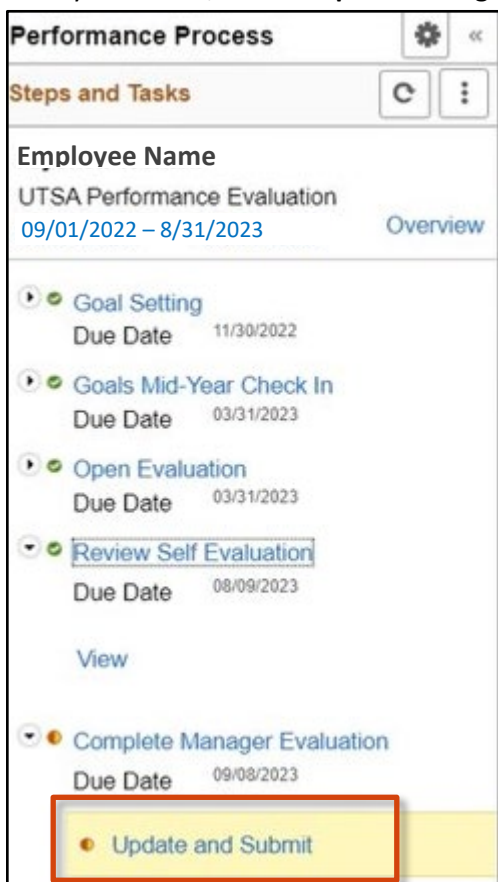 Performance Process
«
Steps and Tasks
Employee Name
UTSA Performance Evaluation
09/01/2022 – 8/31/2023 Overview
Goal Setting
Due Date 11/30/2022
Goals Mid-Year Check In
Due Date 03/31/2023
Open Evaluation
Due Date 03/31/2023
Review Self Evaluation
Due Date 08/09/2023
View
Complete Manager Evaluation
Due Date 09/08/2023
Update and Submit